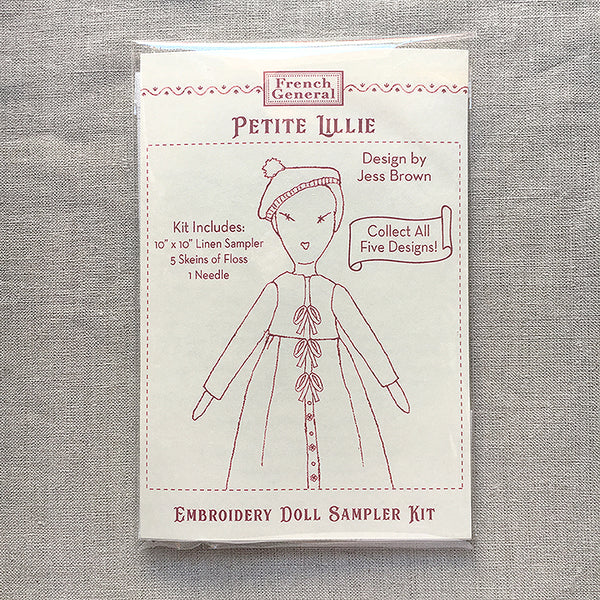 French
General
Petite Lillie
Design by
Jess Brown
Kit Includes:
10" x 10" Linen Sampler
5 Skeins of Floss
1 Needle
Collect All
Five Designs!
Embroidery Doll Sampler Kit